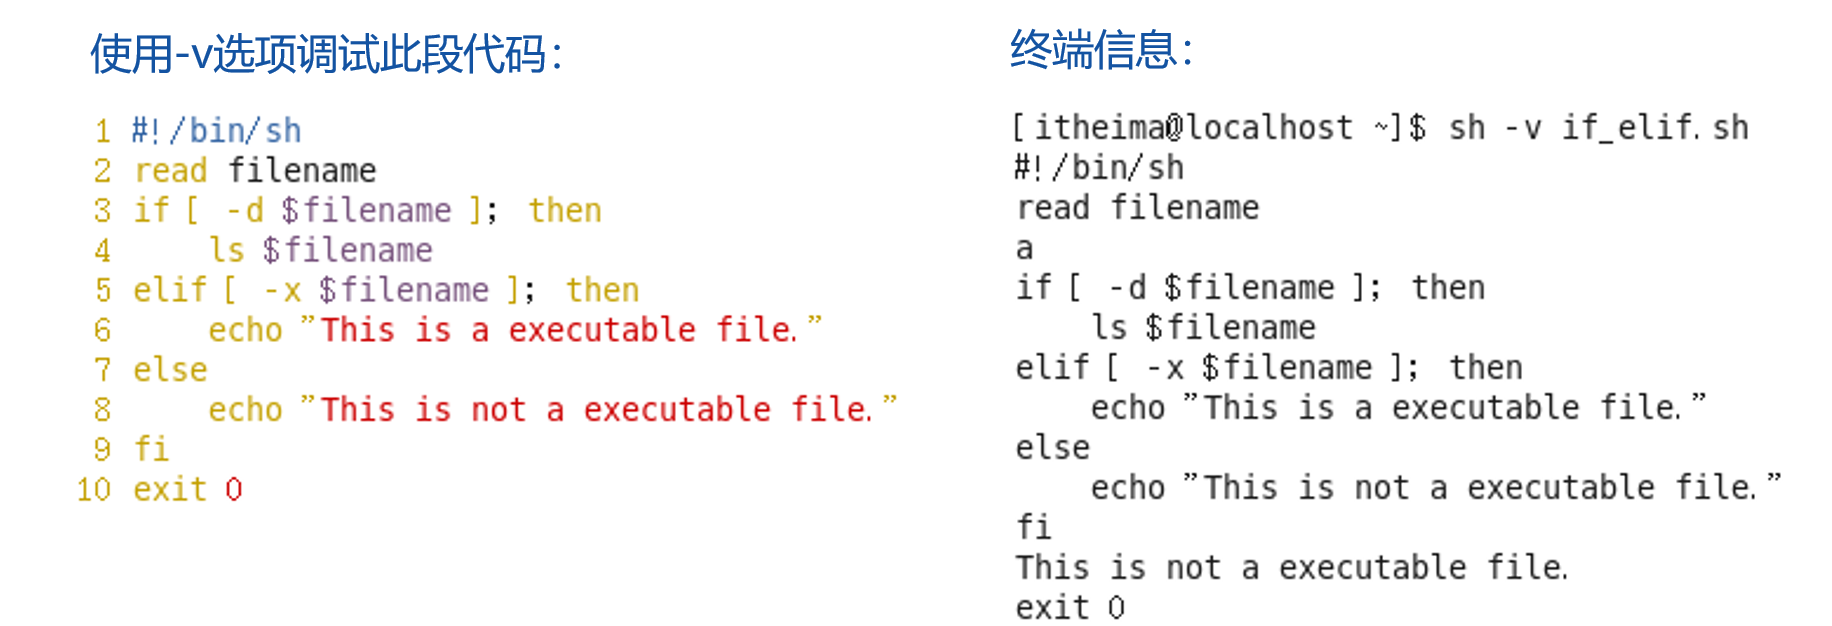 使用-v选项调试此段代码：
1 #!/bin/sh
2 read filename
3 if [ -d $filename ]; then
4     ls $filename
5 elif [ -x $filename ]; then
6     echo "This is a executable file."
7 else
8     echo "This is not a executable file."
9 fi
10 exit 0
终端信息：
[itheima@localhost ~]$ sh -v if_elif.sh
#!/bin/sh
read filename
a
if [ -d $filename ]; then
    ls $filename
elif [ -x $filename ]; then
    echo "This is a executable file."
else
    echo "This is not a executable file."
fi
This is not a executable file.
exit 0